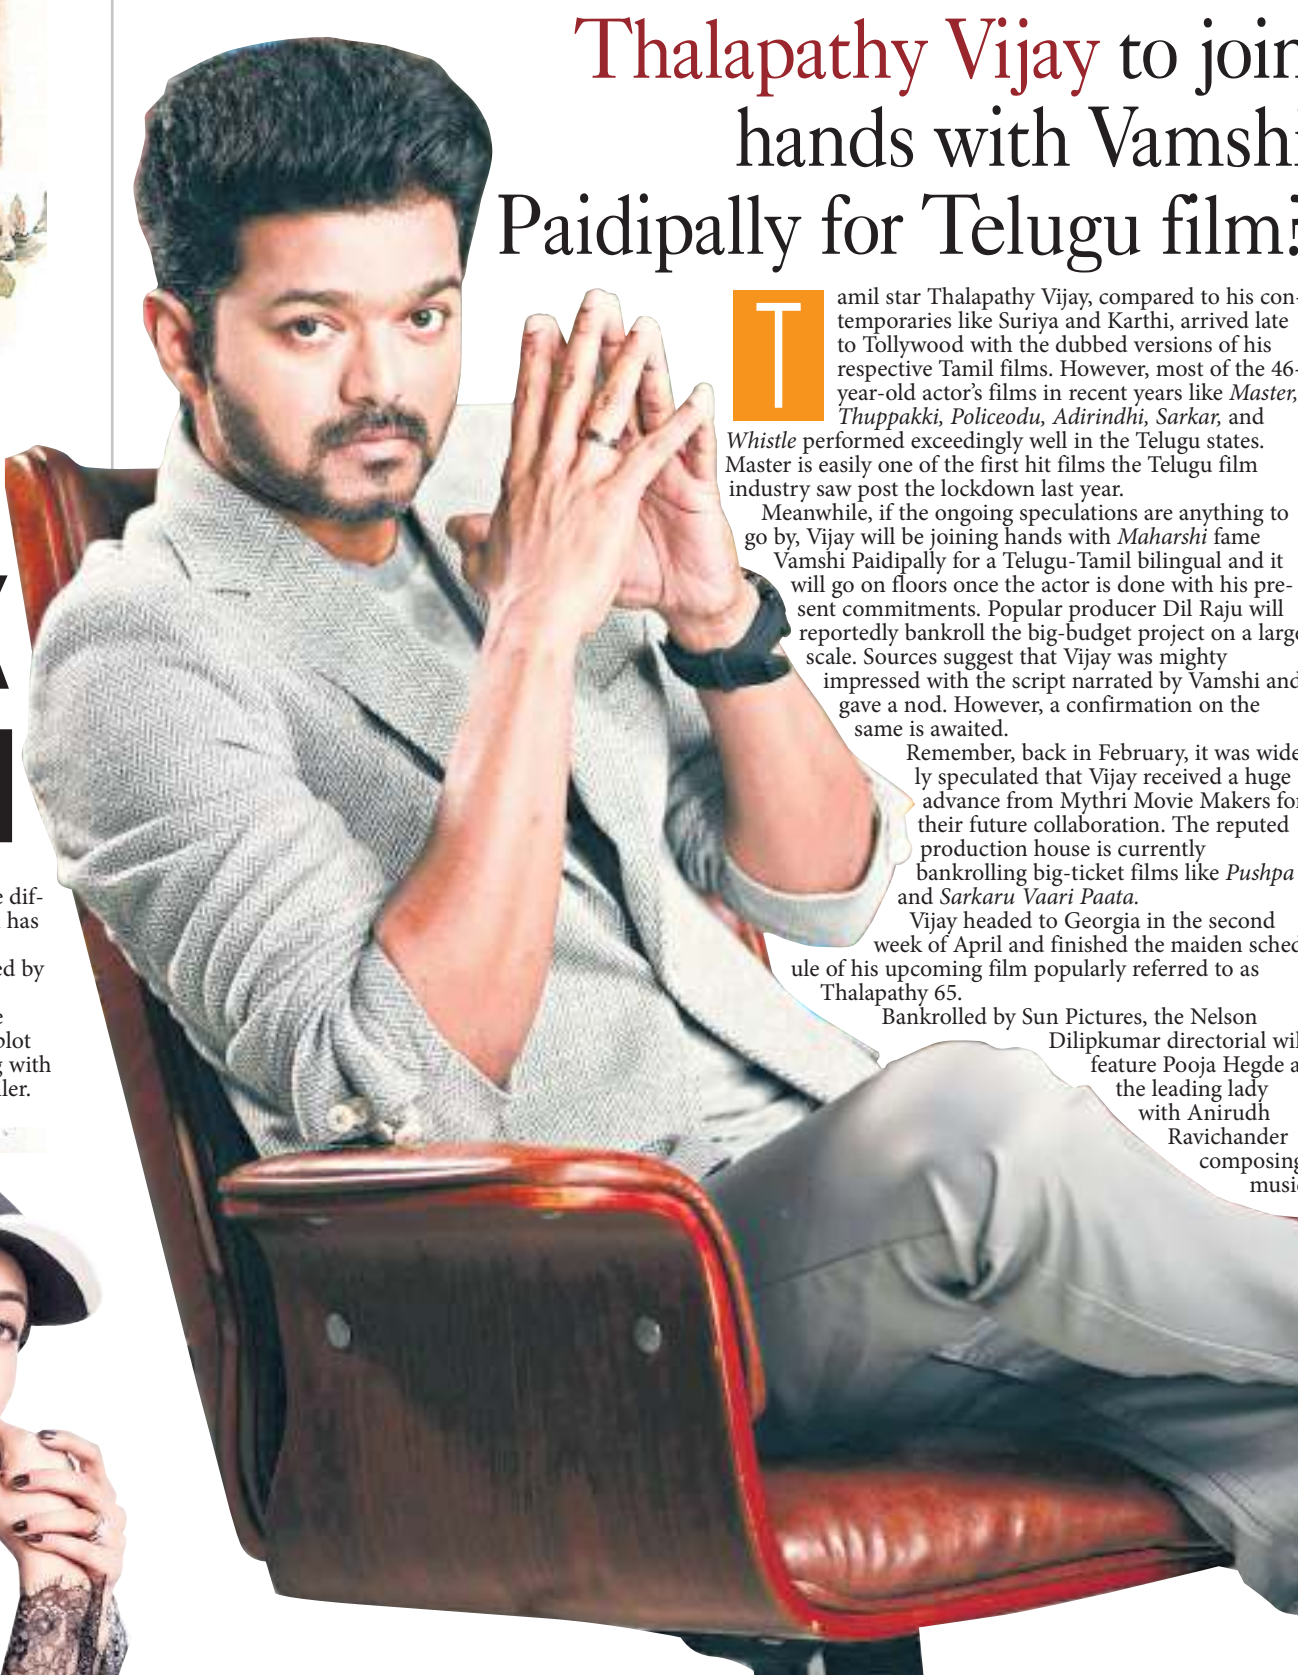 Thalapathy Vijay to join
hands with Vamshi
Paidipally for Telugu film?
Tamil star Thalapathy Vijay, compared to his con-
temporaries like Suriya and Karthi, arrived late
to Tollywood with the dubbed versions of his
respective Tamil films. However, most of the 46-
year-old actor's films in recent years like Master,
Thuppakki, Policeodu, Adirindhi, Sarkar, and
Whistle performed exceedingly well in the Telugu states.
Master is easily one of the first hit films the Telugu film
industry saw post the lockdown last year.
Meanwhile, if the ongoing speculations are anything to
go by, Vijay will be joining hands with Maharshi fame
Vamshi Paidipally for a Telugu-Tamil bilingual and it
will go on floors once the actor is done with his pre-
sent commitments. Popular producer Dil Raju will
reportedly bankroll the big-budget project on a large
scale. Sources suggest that Vijay was mighty
impressed with the script narrated by Vamshi and
gave a nod. However, a confirmation on the
same is awaited.
Remember, back in February, it was wide
ly speculated that Vijay received a huge
advance from Mythri Movie Makers for
their future collaboration. The reputed
production house is currently
bankrolling big-ticket films like Pushpa
and Sarkaru Vaari Paata.
Vijay headed to Georgia in the second
week of April and finished the maiden sched
ule of his upcoming film popularly referred to as
Thalapathy 65.
Bankrolled by Sun Pictures, the Nelson
Dilipkumar directorial will
feature Pooja Hegde a
the leading lady
with Anirudh
Ravichander
composing
music
dif-
has
ed by
plot
with